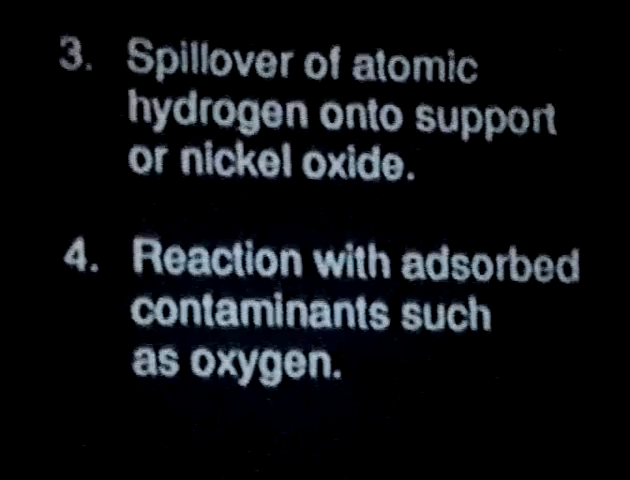 3. Spillover of atomic
hydrogen onto support
or nickel oxide.
4. Reaction with adsorbed
contaminants such
as oxygen.